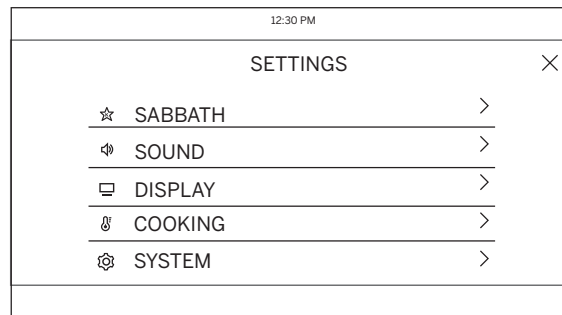 12:30 PM
SETTINGS
SABBATH
SOUND
DISPLAY
COOKING
SYSTEM